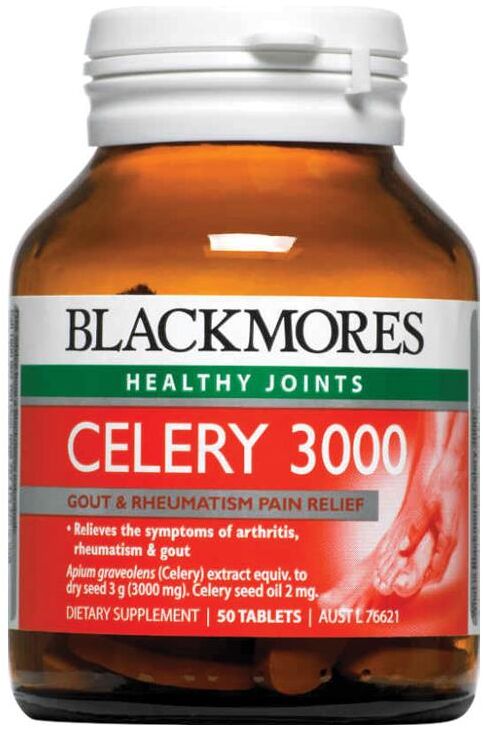 BLACKMORES
HEALTHY JOINTS
CELERY 3000
GOUT & RHEUMATISM PAIN RELIEF
• Relieves the symptoms of arthritis,
rheumatism & gout
Apium graveolens (Celery) extract equiv. to
dry seed 3 g (3000 mg). Celery seed oil 2 mg.
DIETARY SUPPLEMENT | 50 TABLETS | AUST L 76621